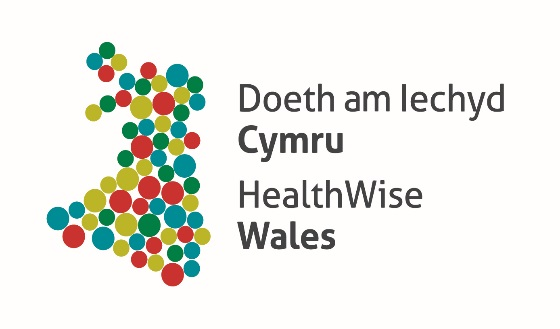 Doeth am Iechyd
Cymru
HealthWise
Wales